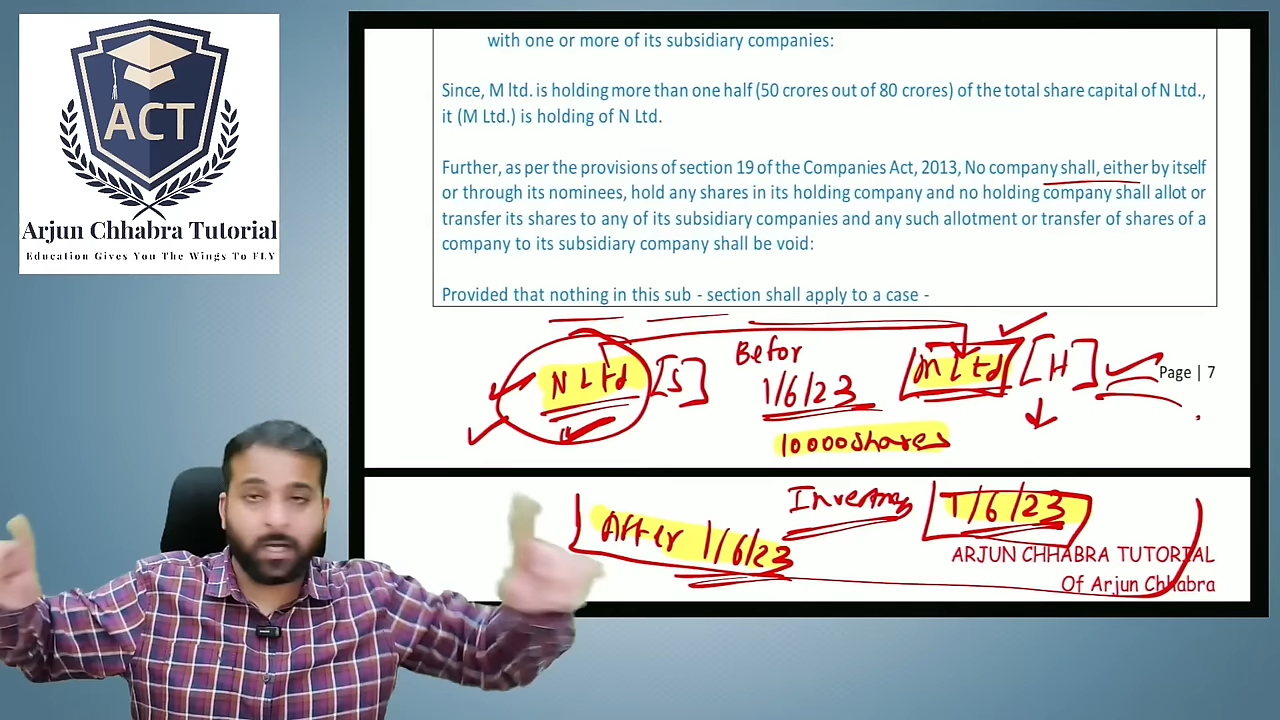 ACT
Arjun Chhabra Tutorial
Education Gives You The Wings To FLY
with one or more of its subsidiary companies:
Since, M ltd. is holding more than one half (50 crores out of 80 crores) of the total share capital of N Ltd.,
it (M Ltd.) is holding of N Ltd.
Further, as per the provisions of section 19 of the Companies Act, 2013, No company shall, either by itself
or through its nominees, hold any shares in its holding company and no holding company shall allot or
transfer its shares to any of its subsidiary companies and any such allotment or transfer of shares of a
company to its subsidiary company shall be void:
Provided that nothing in this sub - section shall apply to a case -
N Ltd [S] Befor M Ltd [H]
1/6/23
10000 shares
Page | 7
1/6/23
After 1/6/23
ARJUN CHHABRA TUTORIAL
Of Arjun Chhabra